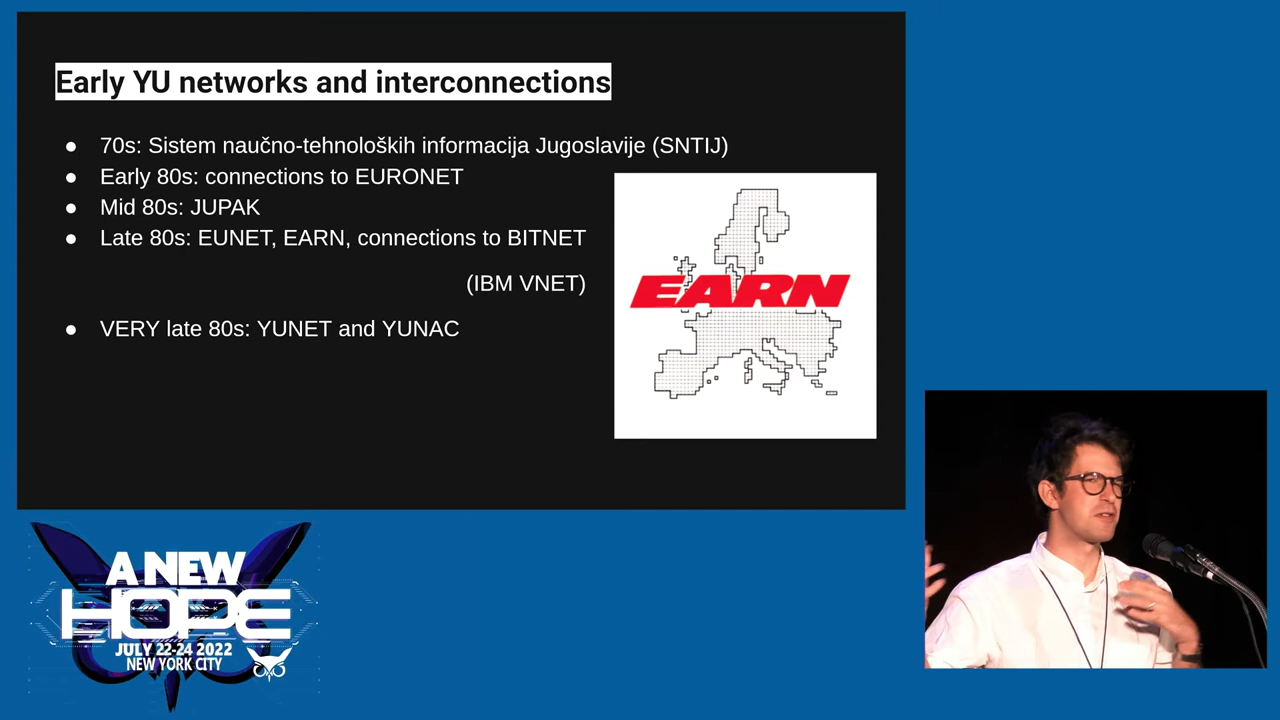 Early YU networks and interconnections
● 70s: Sistem naučno-tehnoloških informacija Jugoslavije (SNTIJ)
● Early 80s: connections to EURONET
● Mid 80s: JUPAK
● Late 80s: EUNET, EARN, connections to BITNET
(IBM VNET)
● VERY late 80s: YUNET and YUNAC
EARN
A NEW
HOPE
JULY 22-24 2022
NEW YORK CITY